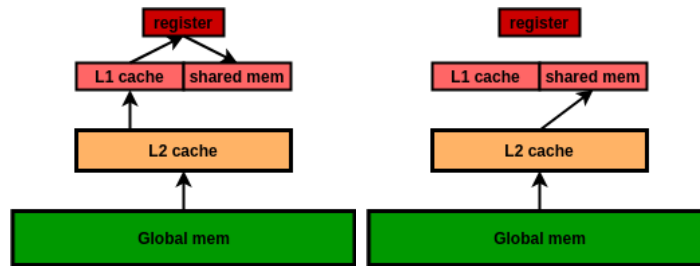 register
L1 cache
shared mem
L2 cache
Global mem
register
L1 cache
shared mem
L2 cache
Global mem